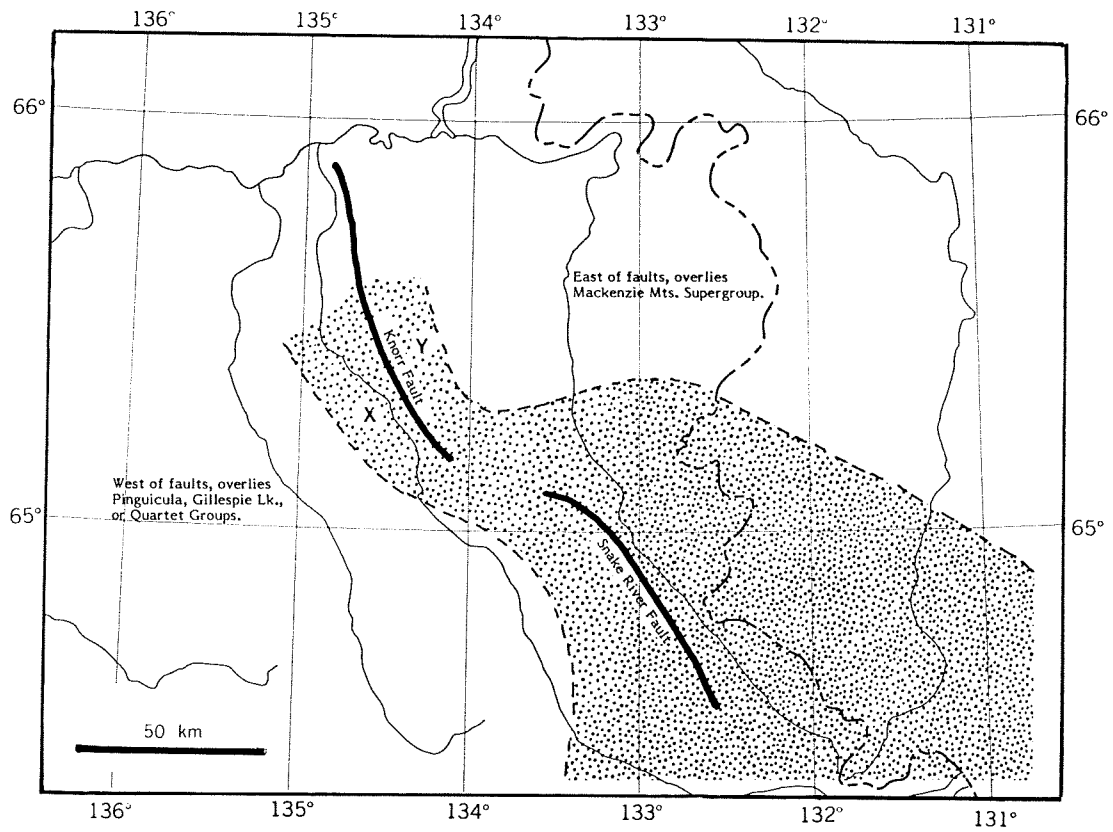 136° 135° 134° 133° 132° 131°
66° 66°
East of faults, overlies
Mackenzie Mts. Supergroup.
Knorr Fault
Y
X
West of faults, overlies
Pinguicula, Gillespie Lk.,
or Quartet Groups.
65° 65°
Snake River Fault
50 km
136° 135° 134° 133° 132° 131°